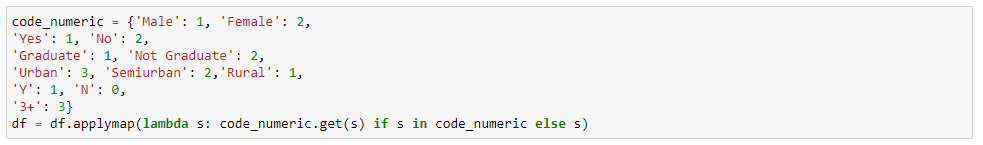 code_numeric = {'Male': 1, 'Female': 2,
'Yes': 1, 'No': 2,
'Graduate': 1, 'Not Graduate': 2,
'Urban': 3, 'Semiurban': 2,'Rural': 1,
'Y': 1, 'N': 0,
'3+': 3}
df = df.applymap(lambda s: code_numeric.get(s) if s in code_numeric else s)